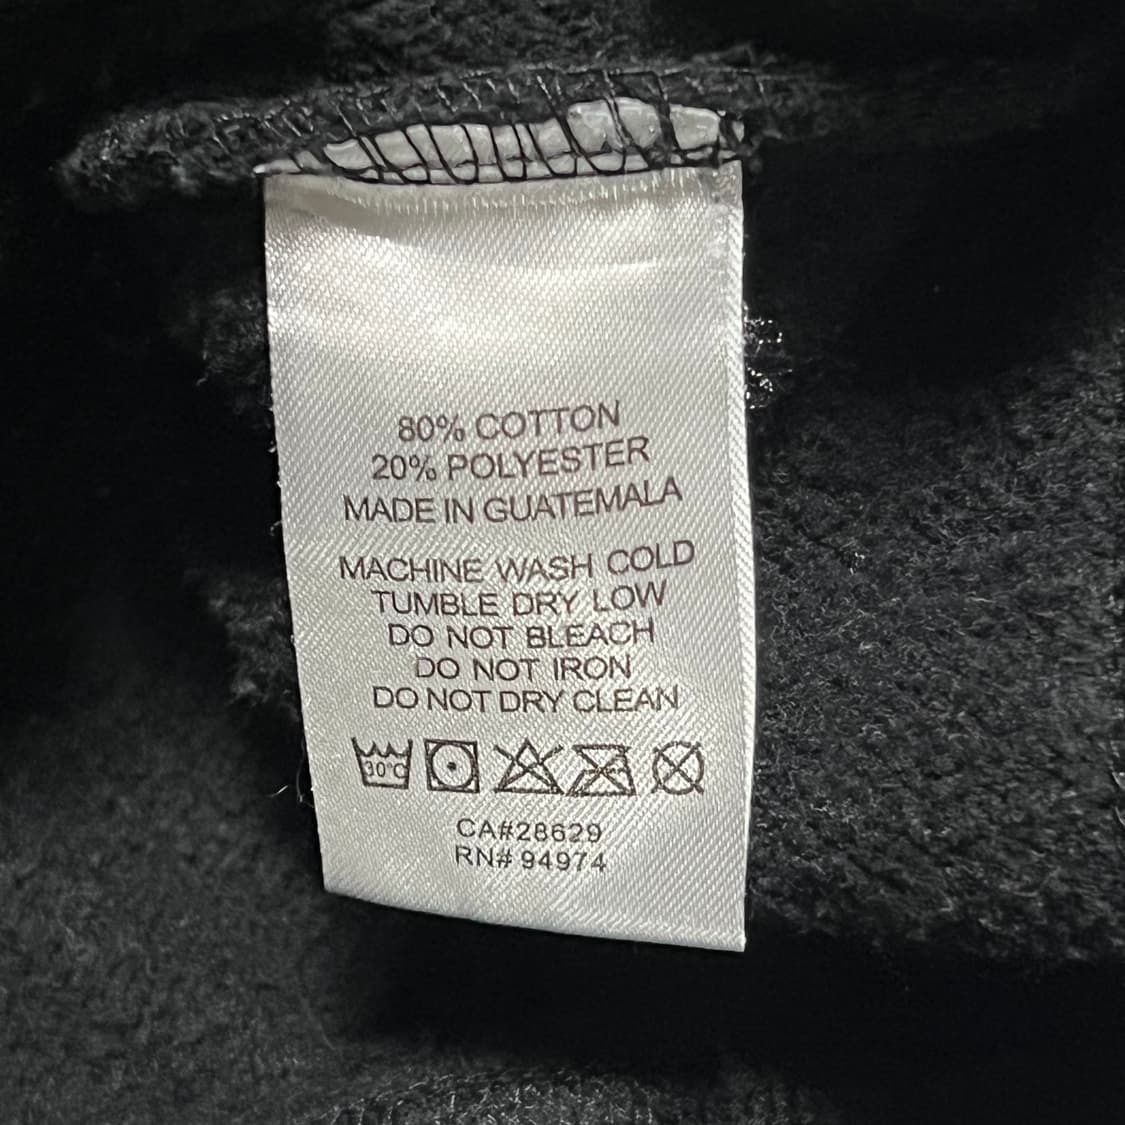 80% COTTON
20% POLYESTER
MADE IN GUATEMALA
MACHINE WASH COLD
TUMBLE DRY LOW
DO NOT BLEACH
DO NOT IRON
DO NOT DRY CLEAN
30°C
CA#28629
RN# 94974